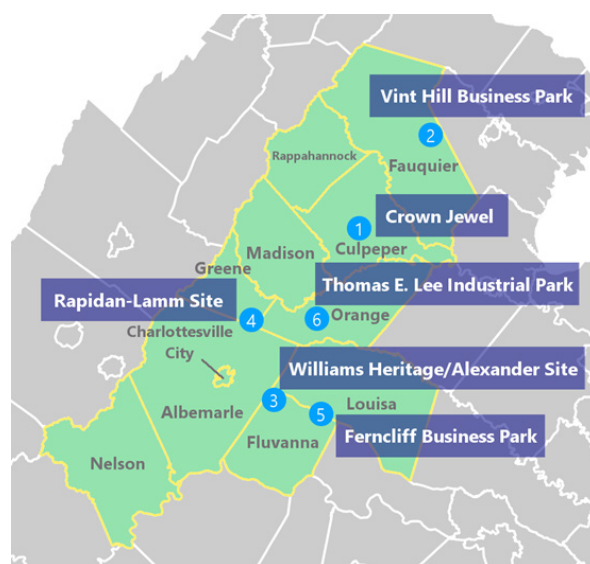 Vint Hill Business Park
2
Fauquier
Rappahannock
Crown Jewel
1
Culpeper
Madison
Greene
Thomas E. Lee Industrial Park
Rapidan-Lamm Site
4
6
Orange
Charlottesville
City
Williams Heritage/Alexander Site
3
Louisa
Albemarle
5
Ferncliff Business Park
Fluvanna
Nelson